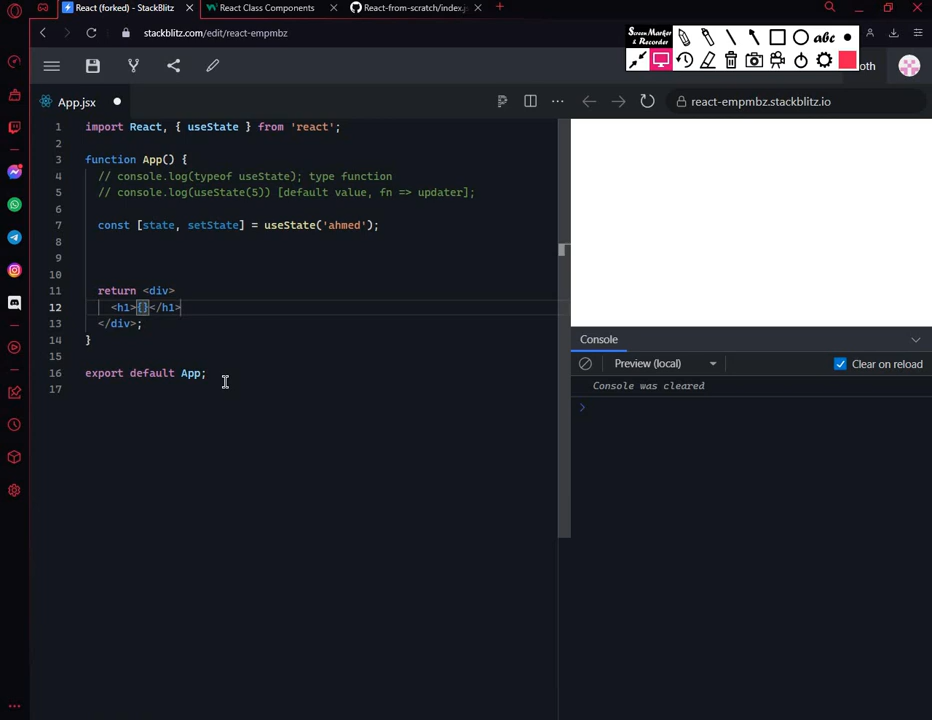 React (forked) - StackBlitz
React Class Components
React-from-scratch/index.js
stackblitz.com/edit/react-empmbz
Screen Marker
& Recorder
abc
oth
App.jsx
react-empmbz.stackblitz.io
1 import React, { useState } from 'react';
2
3 function App() {
4 // console.log(typeof useState); type function
5 // console.log(useState(5)) [default value, fn => updater];
6
7 const [state, setState] = useState('ahmed');
8
9
10
11 return <div>
12 <h1>{}</h1>
13 </div>;
14 }
15
16 export default App;
17
Console
Preview (local)
Clear on reload
Console was cleared